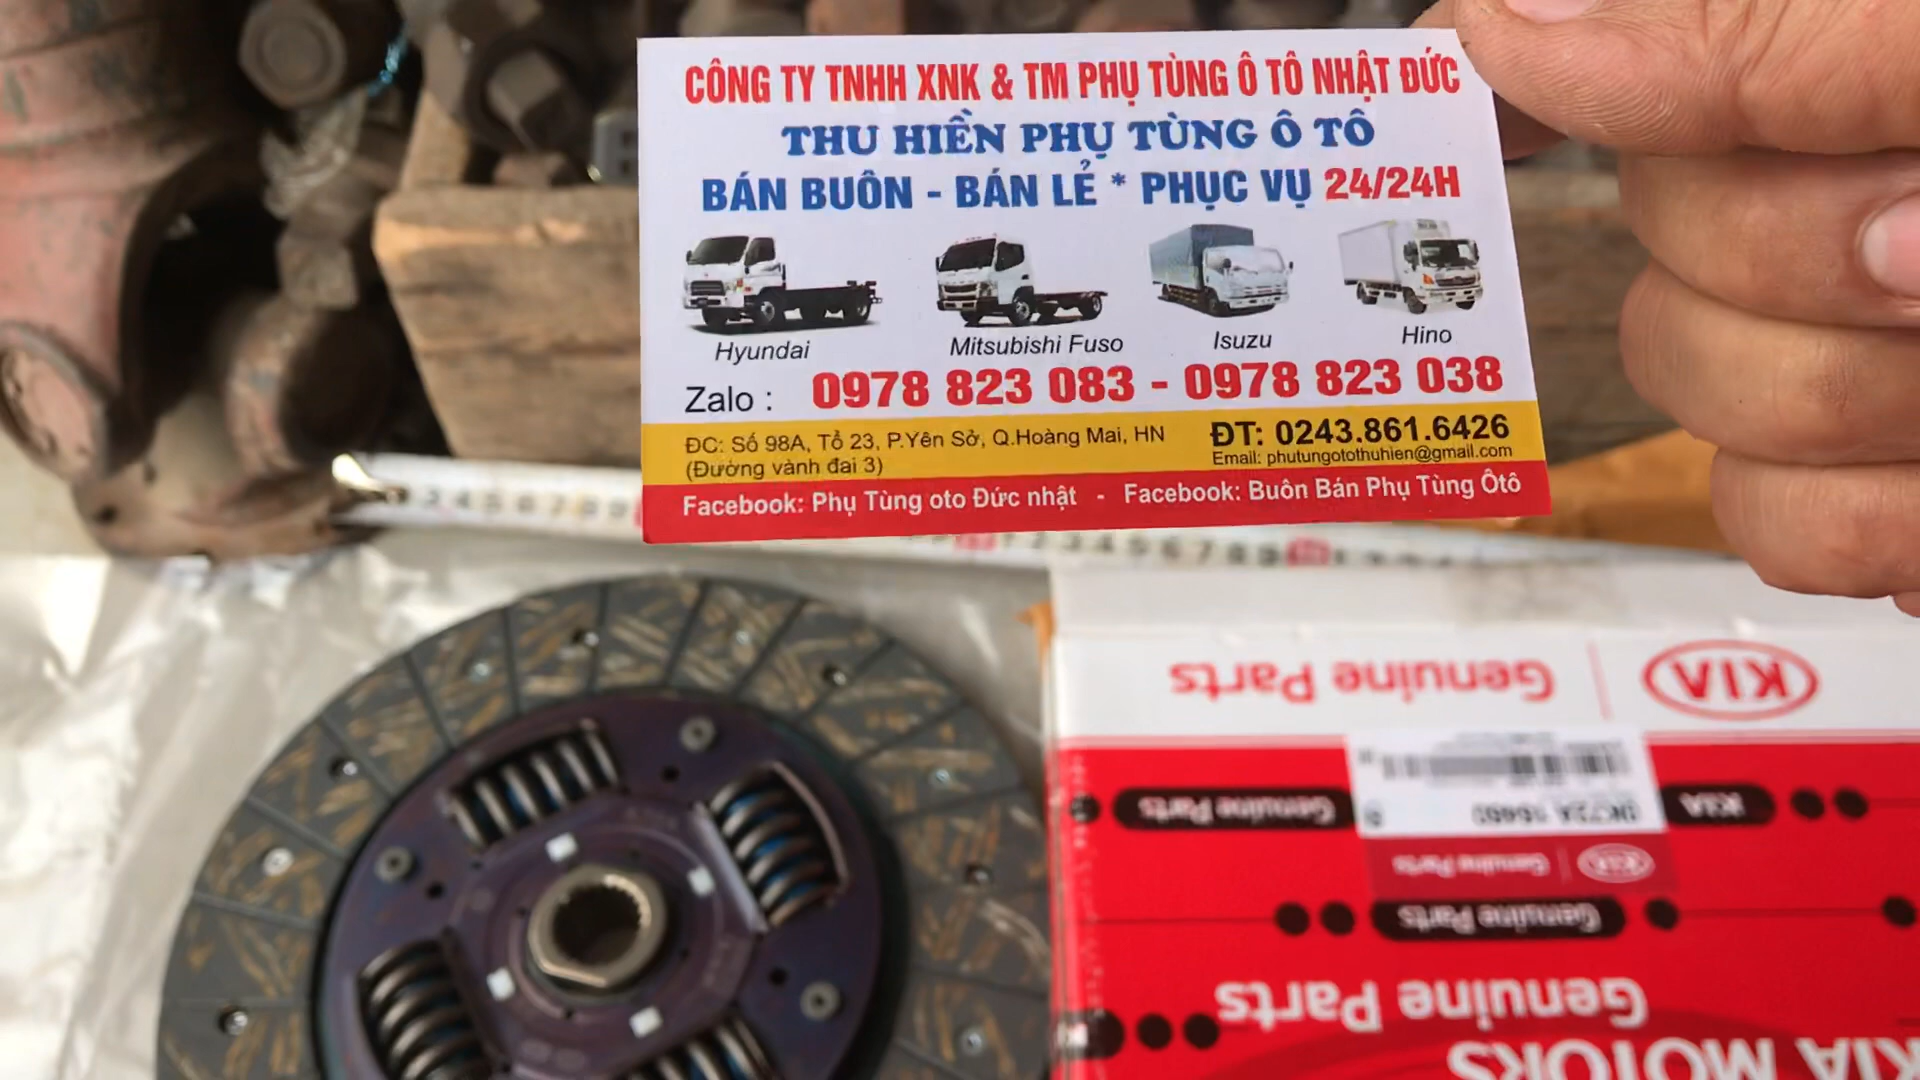 CÔNG TY TNHH XNK & TM PHỤ TÙNG Ô TÔ NHẬT ĐỨC
THU HIỀN PHỤ TÙNG Ô TÔ
BÁN BUÔN - BÁN LẺ * PHỤC VỤ 24/24H
Hyundai Mitsubishi Fuso Isuzu Hino
Zalo : 0978 823 083 - 0978 823 038
ĐC: Số 98A, Tổ 23, P.Yên Sở, Q.Hoàng Mai, HN
(Đường vành đai 3)
ĐT: 0243.861.6426
Email: phutungotothuhien@gmail.com
Facebook: Phụ Tùng oto Đức nhật - Facebook: Buôn Bán Phụ Tùng Ôtô
KIA Genuine Parts
KIA Genuine Parts
KIA Genuine Parts
Genuine Parts
Genuine Parts
KIA MOTORS